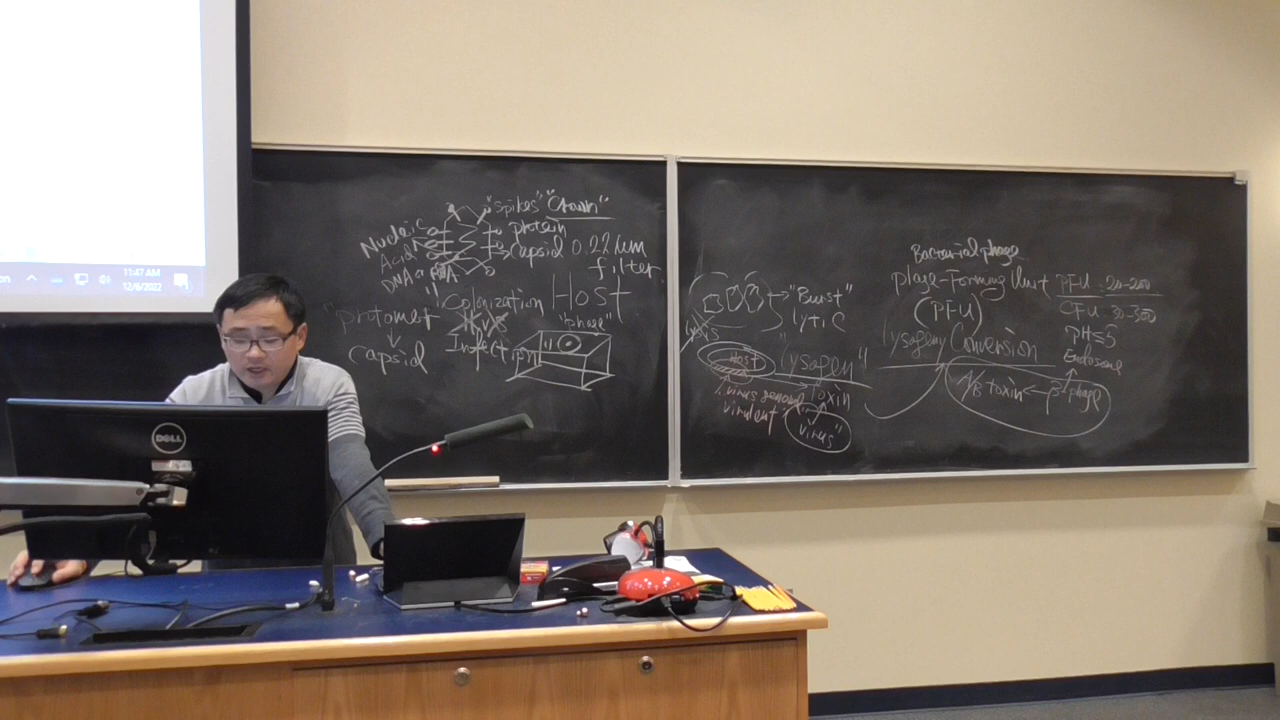 on
11:47 AM
12/6/2022
DELL
"Spikes" "Crown"
Nucleic
Acid
DNA or RNA
protein
Capsid 0.22 um
filter
"protomer
Capsid
Colonization
Infection
Host
"phage"
"Burst"
lytic
Host
"lysogen"
virus genome
virulent
toxin
"virus"
Bacterialphage
plage-Forming Unit
(PFU)
PFU = 20-200
CFU 30-300
PH=5
Endosome
lysogeny Conversion
A/B toxin ← β-phage